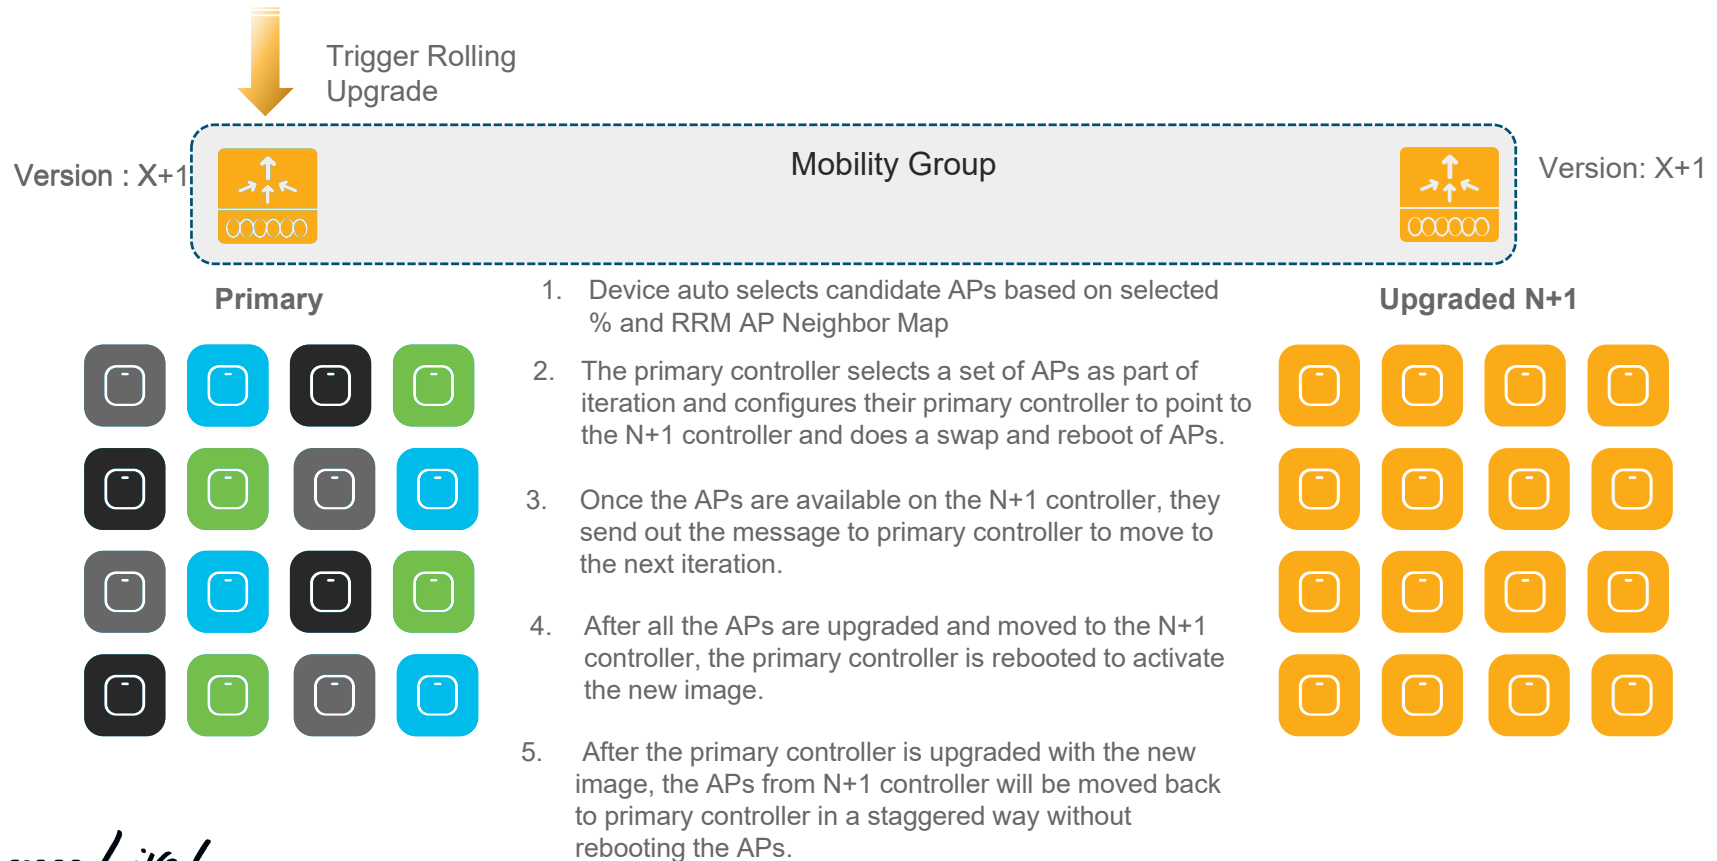 Trigger Rolling
Upgrade
Version : X+1
Mobility Group
Version: X+1
Primary
Upgraded N+1
1. Device auto selects candidate APs based on selected
% and RRM AP Neighbor Map
2. The primary controller selects a set of APs as part of
iteration and configures their primary controller to point to
the N+1 controller and does a swap and reboot of APs.
3. Once the APs are available on the N+1 controller, they
send out the message to primary controller to move to
the next iteration.
4. After all the APs are upgraded and moved to the N+1
controller, the primary controller is rebooted to activate
the new image.
5. After the primary controller is upgraded with the new
image, the APs from N+1 controller will be moved back
to primary controller in a staggered way without
rebooting the APs.